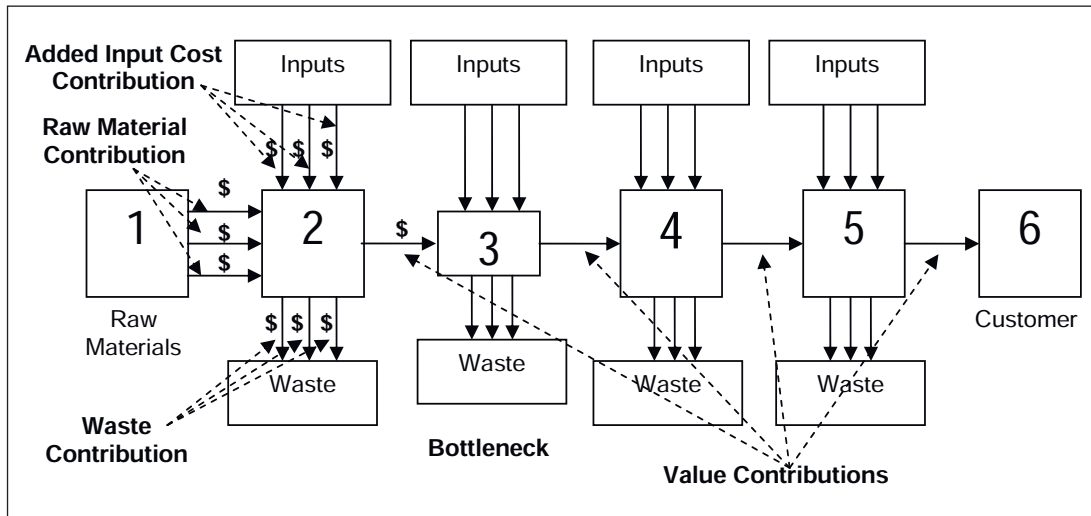 Added Input Cost
Contribution
Inputs
Inputs
Inputs
Inputs
Raw Material
Contribution
$ $ $
$
$
$
1
2
$
3
4
5
6
Raw
Materials
Customer
$ $ $
Waste
Waste
Waste
Waste
Waste
Contribution
Bottleneck
Value Contributions